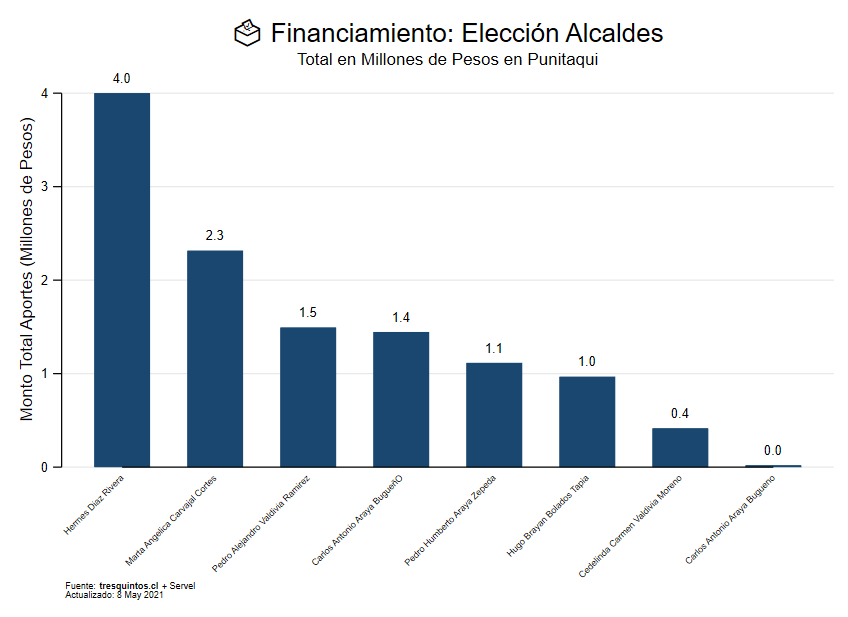 Financiamiento: Elección Alcaldes
Total en Millones de Pesos en Punitaqui
Monto Total Aportes (Millones de Pesos)
4
3
2
1
0
4.0
2.3
1.5
1.4
1.1
1.0
0.4
0.0
Hermes Diaz Rivera
Marta Angelica Carvajal Cortes
Pedro Alejandro Valdivia Ramirez
Carlos Antonio Araya BugueñO
Pedro Humberto Araya Zepeda
Hugo Brayan Bolados Tapia
Cedelinda Carmen Valdivia Moreno
Carlos Antonio Araya Bugueno
Fuente: tresquintos.cl + Servel
Actualizado: 8 May 2021